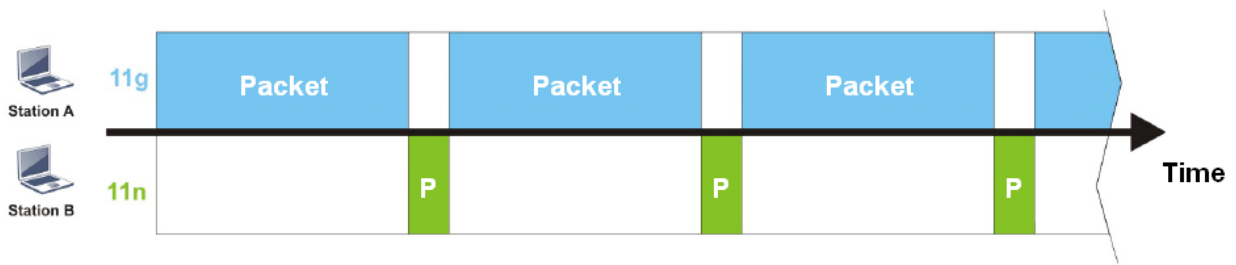 Station A
11g
Packet
Packet
Packet
Station B
11n
P
P
P
Time